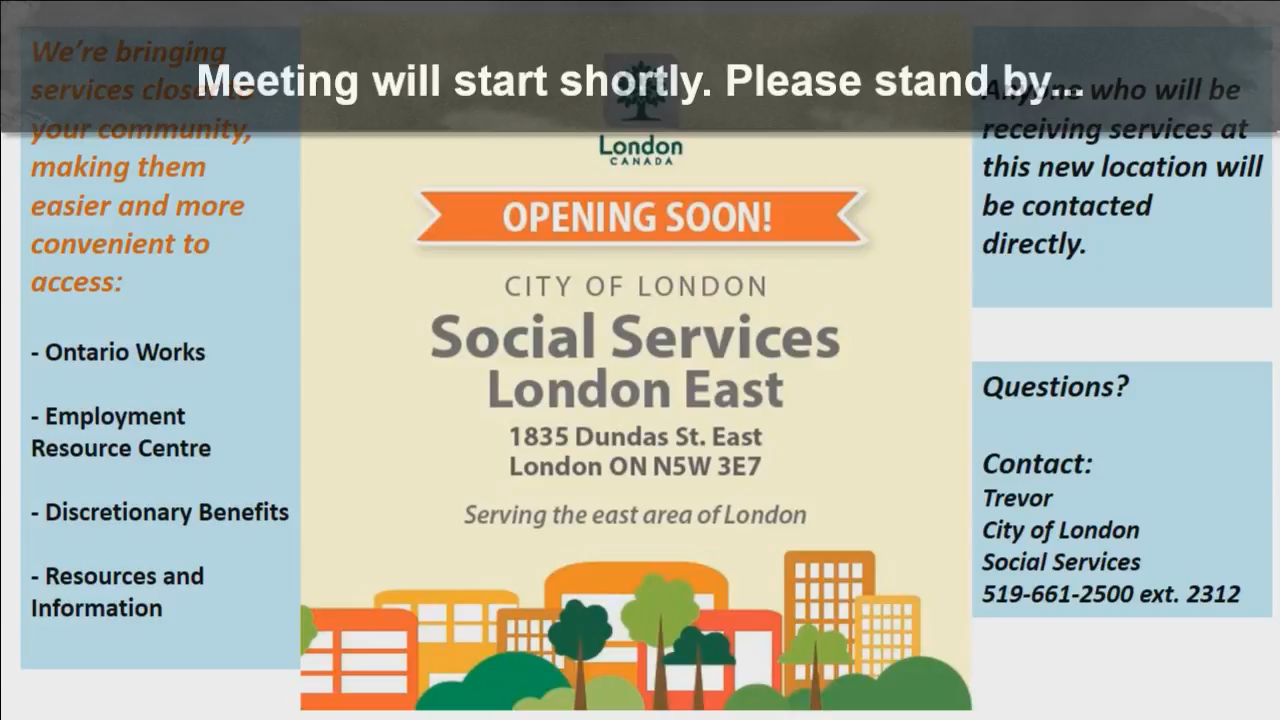 Meeting will start shortly. Please stand by...
We're bringing
services closer to
your community,
making them
easier and more
convenient to
access:
- Ontario Works
- Employment
Resource Centre
- Discretionary Benefits
- Resources and
Information
London
CANADA
OPENING SOON!
CITY OF LONDON
Social Services
London East
1835 Dundas St. East
London ON N5W 3E7
Serving the east area of London
Anyone who will be
receiving services at
this new location will
be contacted
directly.
Questions?
Contact:
Trevor
City of London
Social Services
519-661-2500 ext. 2312